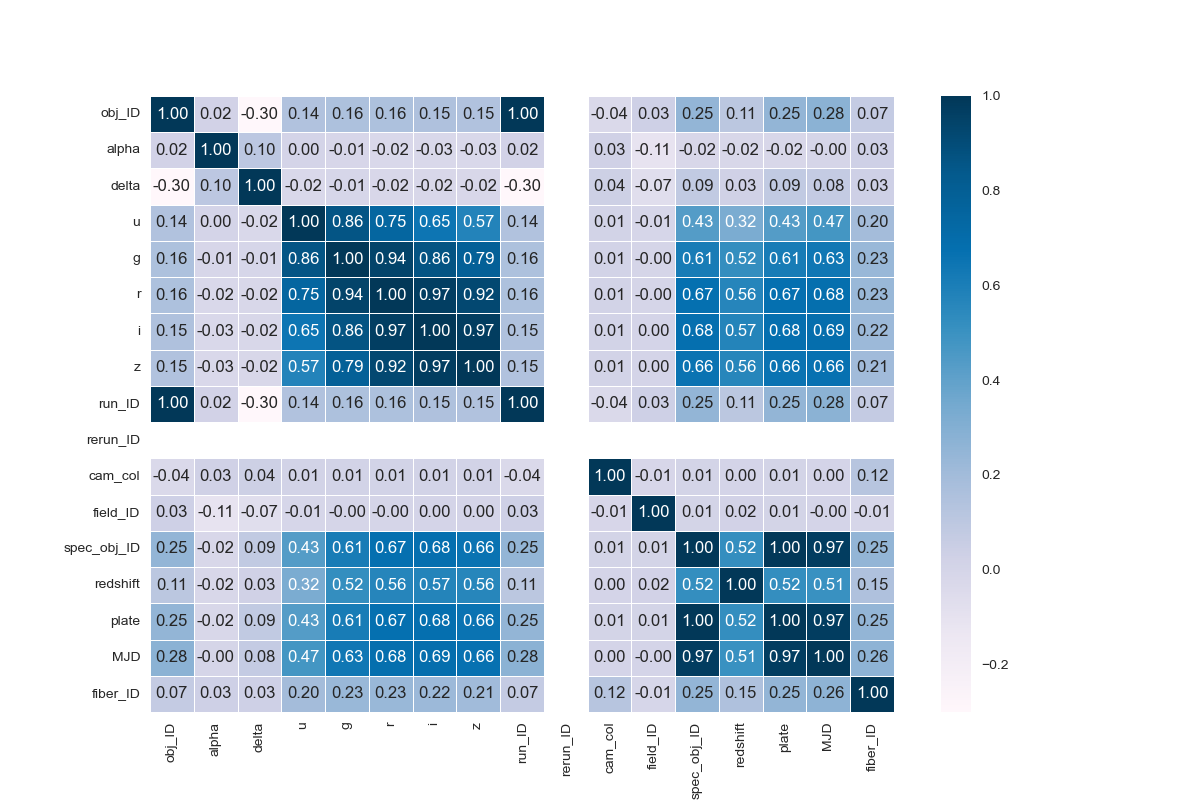 obj_ID 1.00 0.02 -0.30 0.14 0.16 0.16 0.15 0.15 1.00 -0.04 0.03 0.25 0.11 0.25 0.28 0.07
alpha 0.02 1.00 0.10 0.00 -0.01 -0.02 -0.03 -0.03 0.02 0.03 -0.11 -0.02 -0.02 -0.02 -0.00 0.03
delta -0.30 0.10 1.00 -0.02 -0.01 -0.02 -0.02 -0.02 -0.30 0.04 -0.07 0.09 0.03 0.09 0.08 0.03
u 0.14 0.00 -0.02 1.00 0.86 0.75 0.65 0.57 0.14 0.01 -0.01 0.43 0.32 0.43 0.47 0.20
g 0.16 -0.01 -0.01 0.86 1.00 0.94 0.86 0.79 0.16 0.01 -0.00 0.61 0.52 0.61 0.63 0.23
r 0.16 -0.02 -0.02 0.75 0.94 1.00 0.97 0.92 0.16 0.01 -0.00 0.67 0.56 0.67 0.68 0.23
i 0.15 -0.03 -0.02 0.65 0.86 0.97 1.00 0.97 0.15 0.01 0.00 0.68 0.57 0.68 0.69 0.22
z 0.15 -0.03 -0.02 0.57 0.79 0.92 0.97 1.00 0.15 0.01 0.00 0.66 0.56 0.66 0.66 0.21
run_ID 1.00 0.02 -0.30 0.14 0.16 0.16 0.15 0.15 1.00 -0.04 0.03 0.25 0.11 0.25 0.28 0.07
rerun_ID
cam_col -0.04 0.03 0.04 0.01 0.01 0.01 0.01 0.01 -0.04 1.00 -0.01 0.01 0.00 0.01 0.00 0.12
field_ID 0.03 -0.11 -0.07 -0.01 -0.00 -0.00 0.00 0.00 0.03 -0.01 1.00 0.01 0.02 0.01 -0.00 -0.01
spec_obj_ID 0.25 -0.02 0.09 0.43 0.61 0.67 0.68 0.66 0.25 0.01 0.01 1.00 0.52 1.00 0.97 0.25
redshift 0.11 -0.02 0.03 0.32 0.52 0.56 0.57 0.56 0.11 0.00 0.02 0.52 1.00 0.52 0.51 0.15
plate 0.25 -0.02 0.09 0.43 0.61 0.67 0.68 0.66 0.25 0.01 0.01 1.00 0.52 1.00 0.97 0.25
MJD 0.28 -0.00 0.08 0.47 0.63 0.68 0.69 0.66 0.28 0.00 -0.00 0.97 0.51 0.97 1.00 0.26
fiber_ID 0.07 0.03 0.03 0.20 0.23 0.23 0.22 0.21 0.07 0.12 -0.01 0.25 0.15 0.25 0.26 1.00
obj_ID alpha delta u g r i z run_ID rerun_ID cam_col field_ID spec_obj_ID redshift plate MJD fiber_ID
1.0
0.8
0.6
0.4
0.2
0.0
−0.2